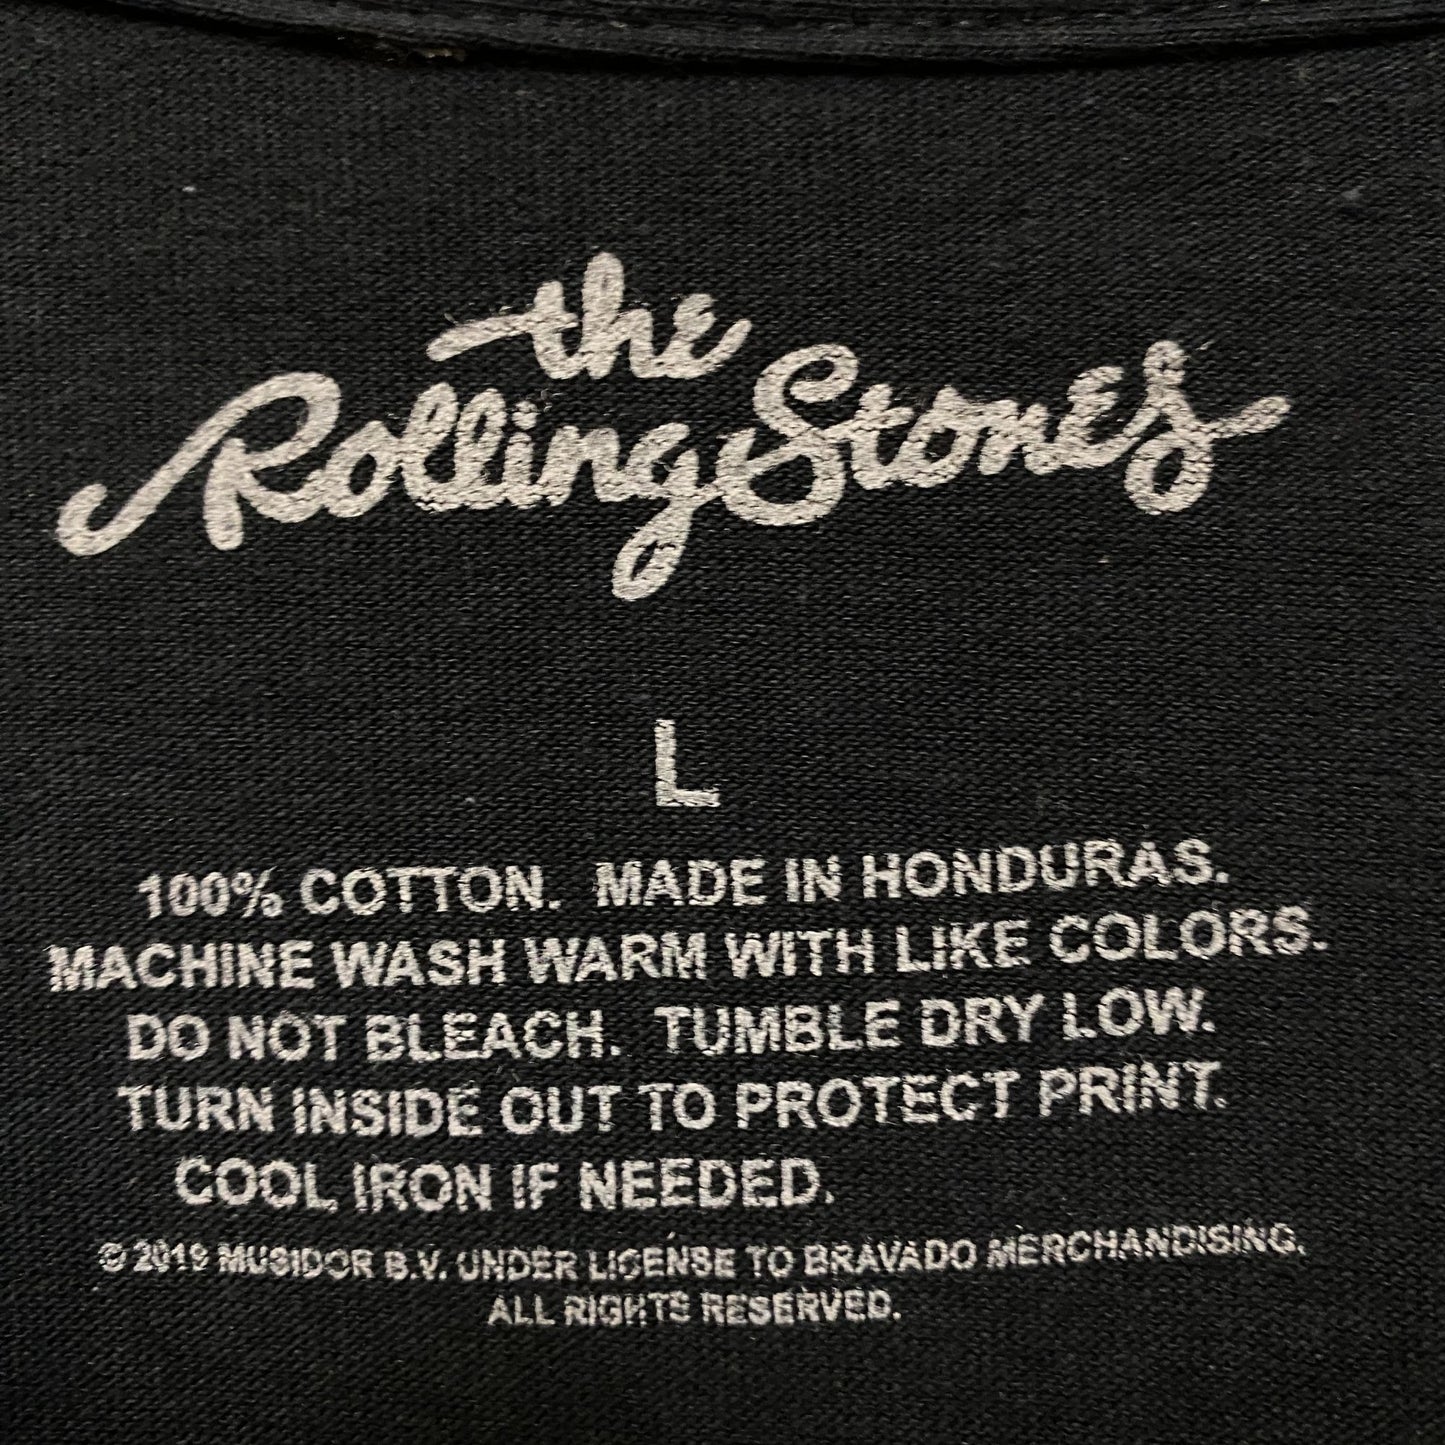 the
Rolling Stones
L
100% COTTON. MADE IN HONDURAS.
MACHINE WASH WARM WITH LIKE COLORS.
DO NOT BLEACH. TUMBLE DRY LOW.
TURN INSIDE OUT TO PROTECT PRINT.
COOL IRON IF NEEDED.
© 2019 MUSIDOR B.V. UNDER LICENSE TO BRAVADO MERCHANDISING.
ALL RIGHTS RESERVED.